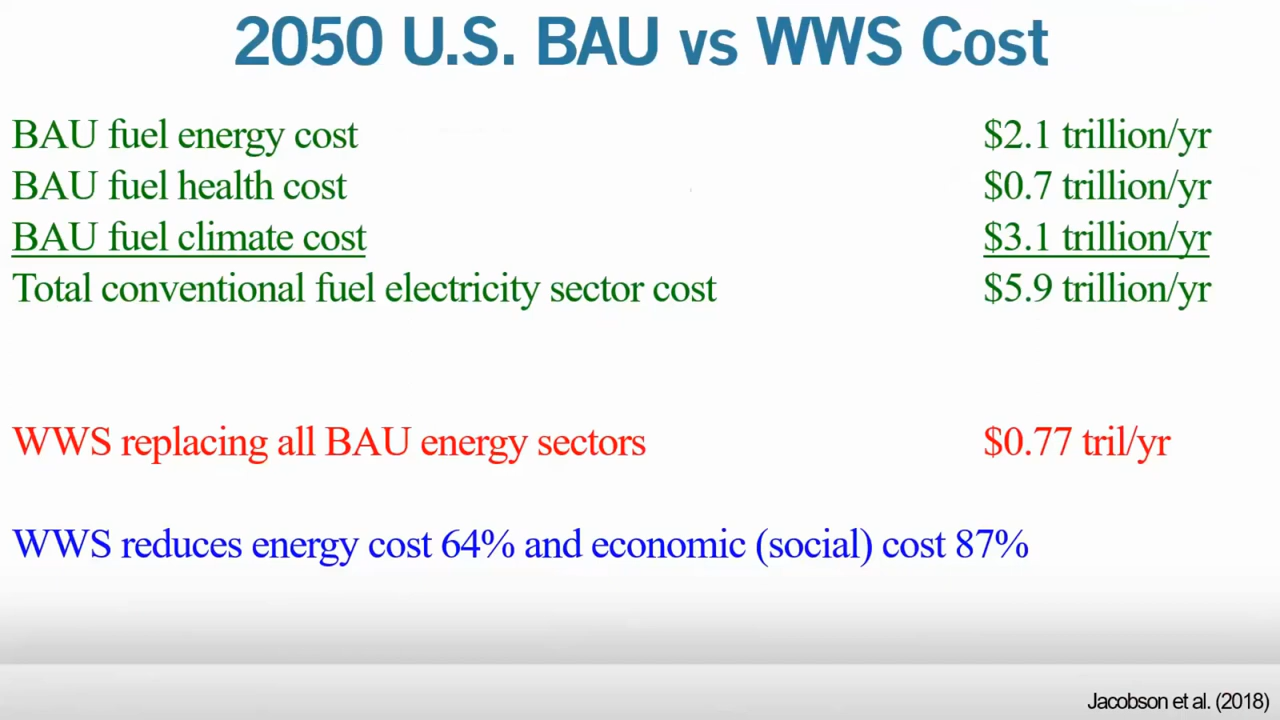 2050 U.S. BAU vs WWS Cost
BAU fuel energy cost $2.1 trillion/yr
BAU fuel health cost $0.7 trillion/yr
BAU fuel climate cost $3.1 trillion/yr
Total conventional fuel electricity sector cost $5.9 trillion/yr
WWS replacing all BAU energy sectors $0.77 tril/yr
WWS reduces energy cost 64% and economic (social) cost 87%
Jacobson et al. (2018)